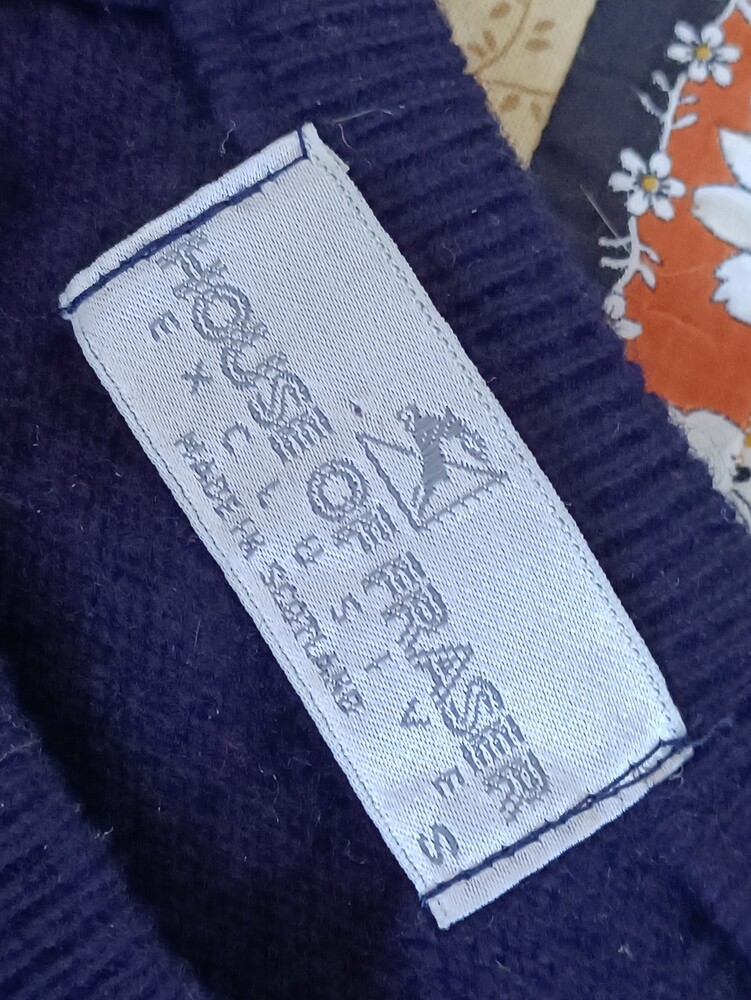 HOUSE OF FRASER
EXCLUSIVES
MADE IN SCOTLAND